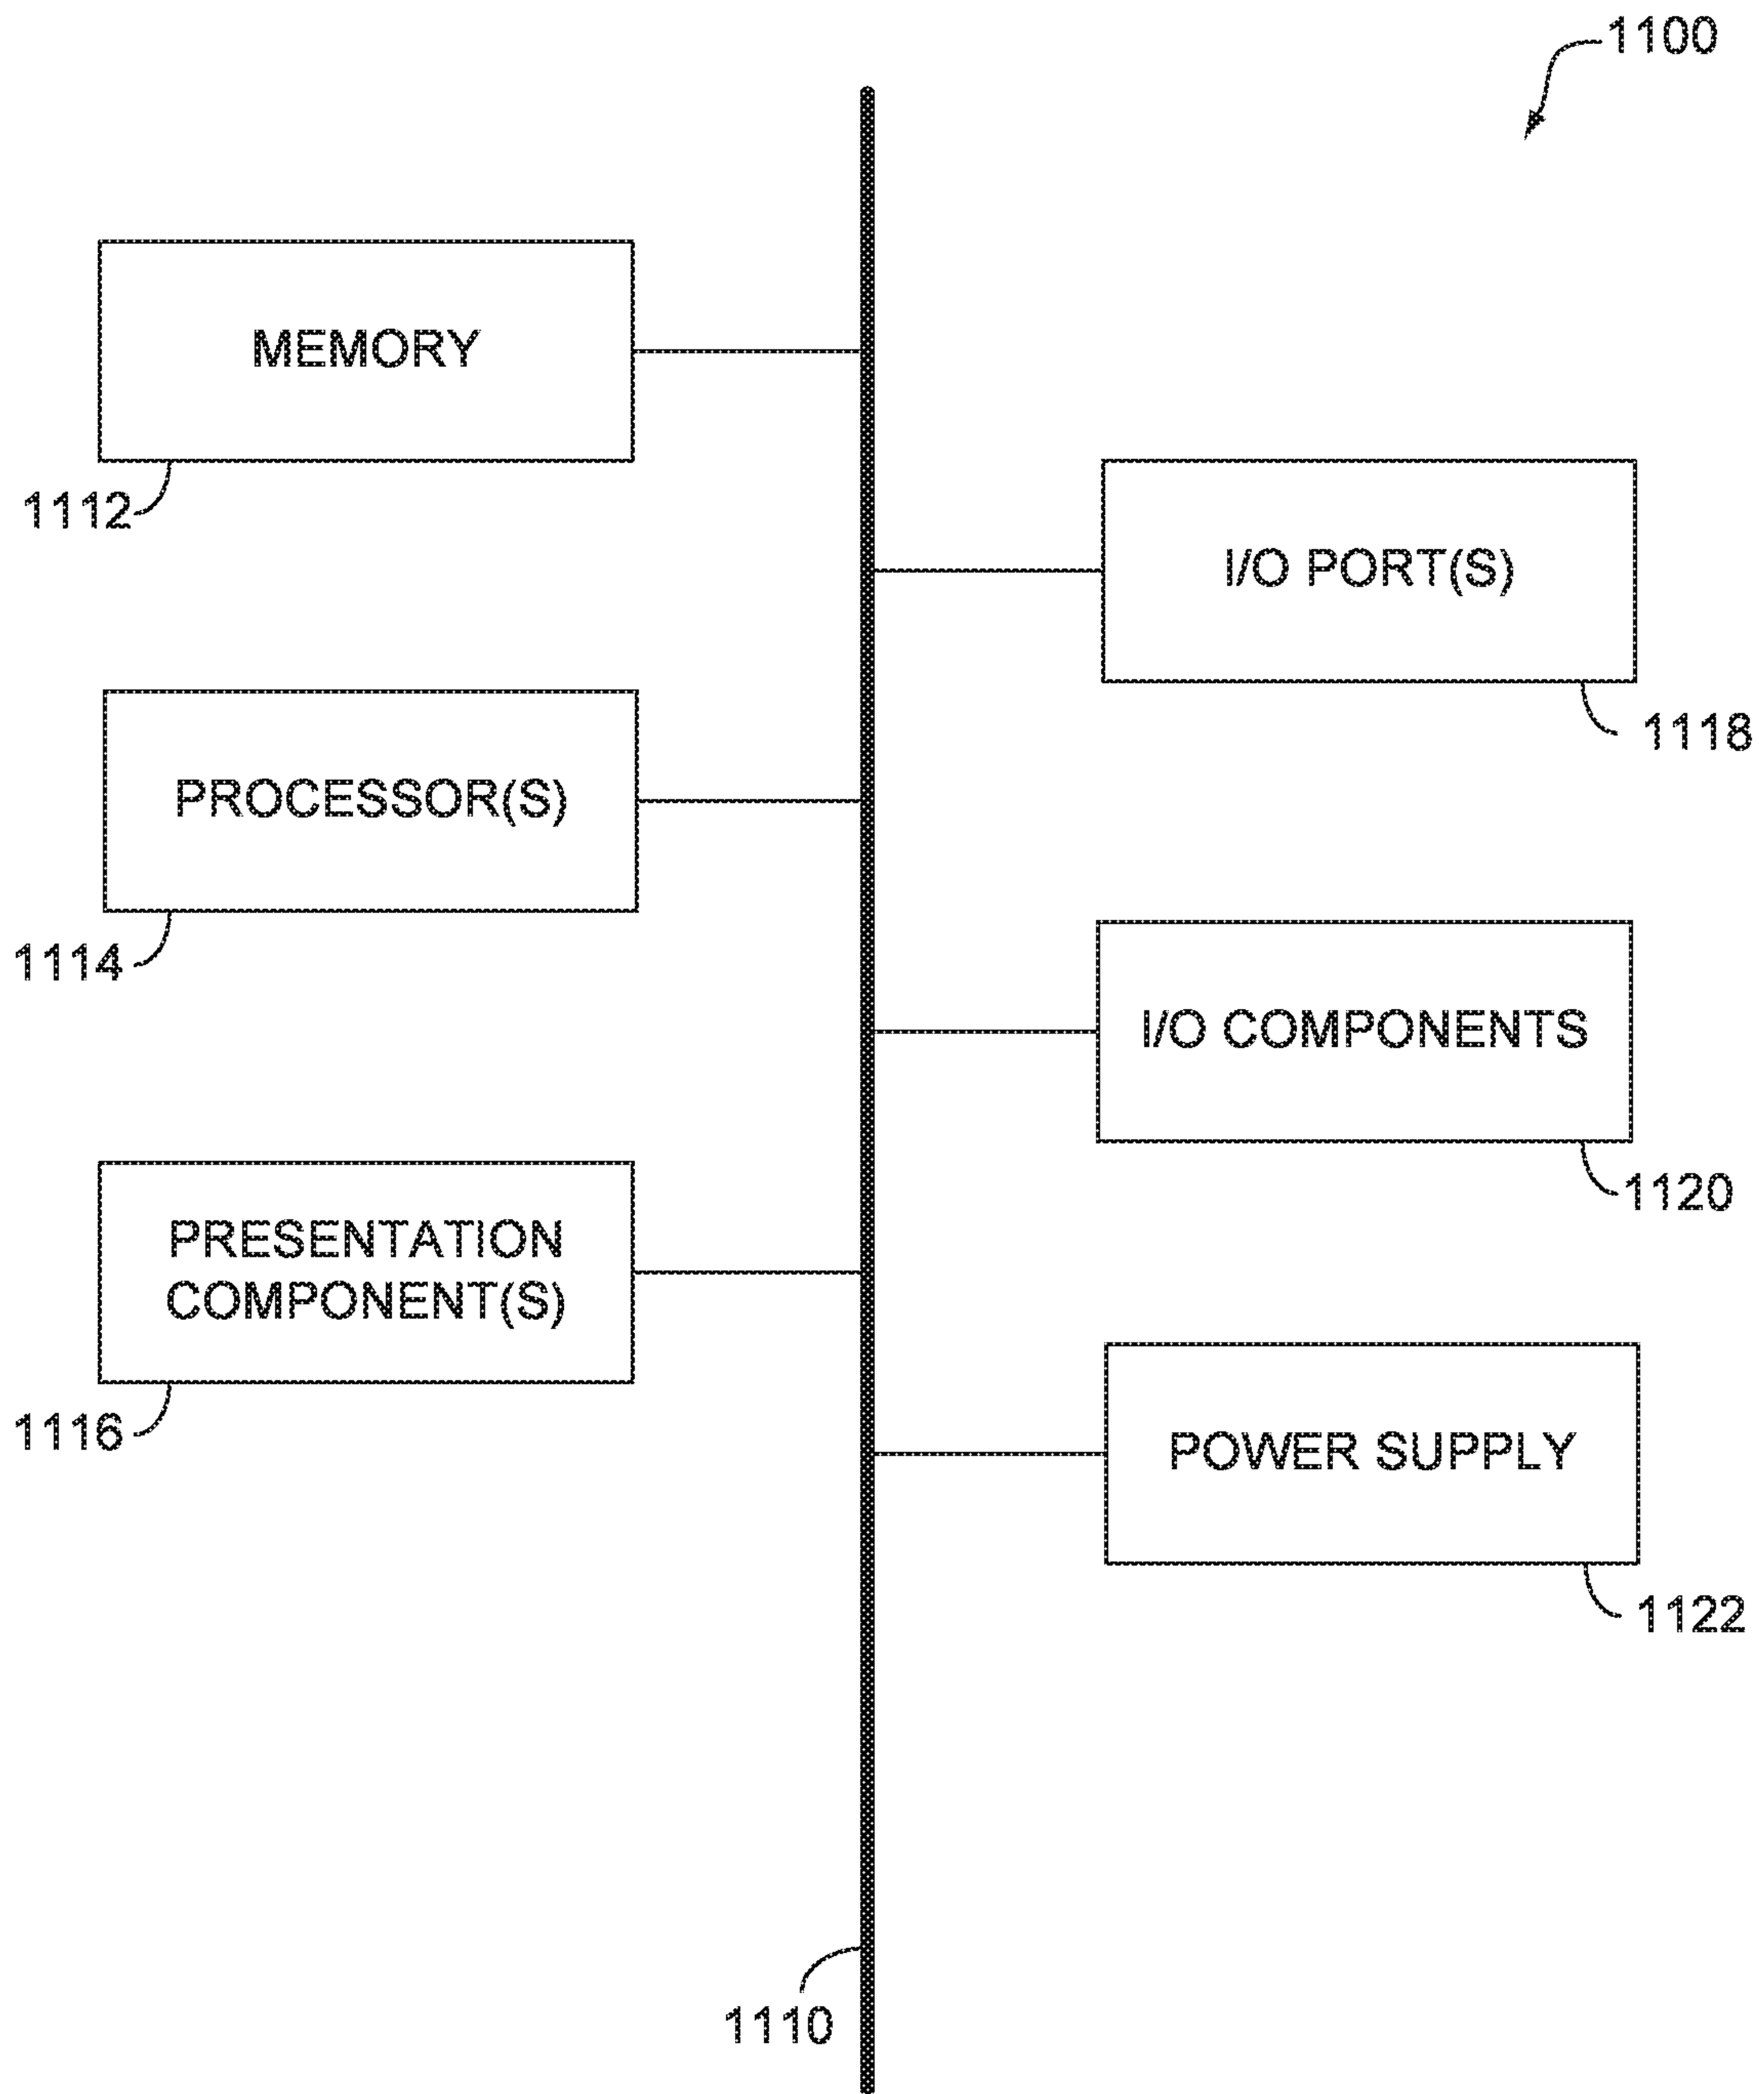 1100
MEMORY
1112
I/O PORT(S)
1118
PROCESSOR(S)
1114
I/O COMPONENTS
1120
PRESENTATION
COMPONENT(S)
1116
POWER SUPPLY
1122
1110